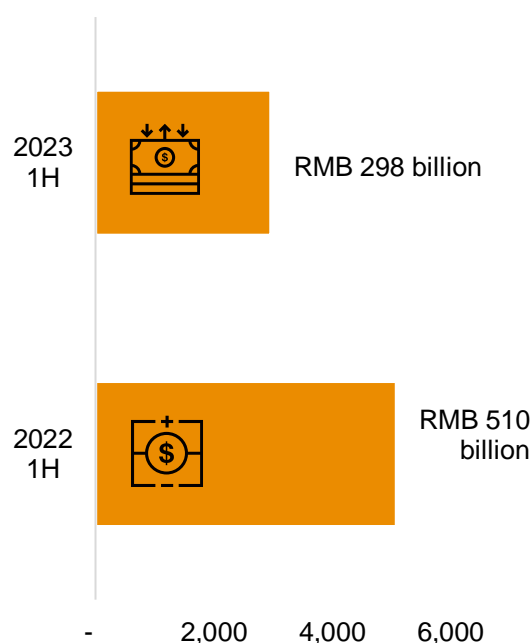 2023
1H
RMB 298 billion
$
2022
1H
RMB 510
billion
$
- 2,000 4,000 6,000